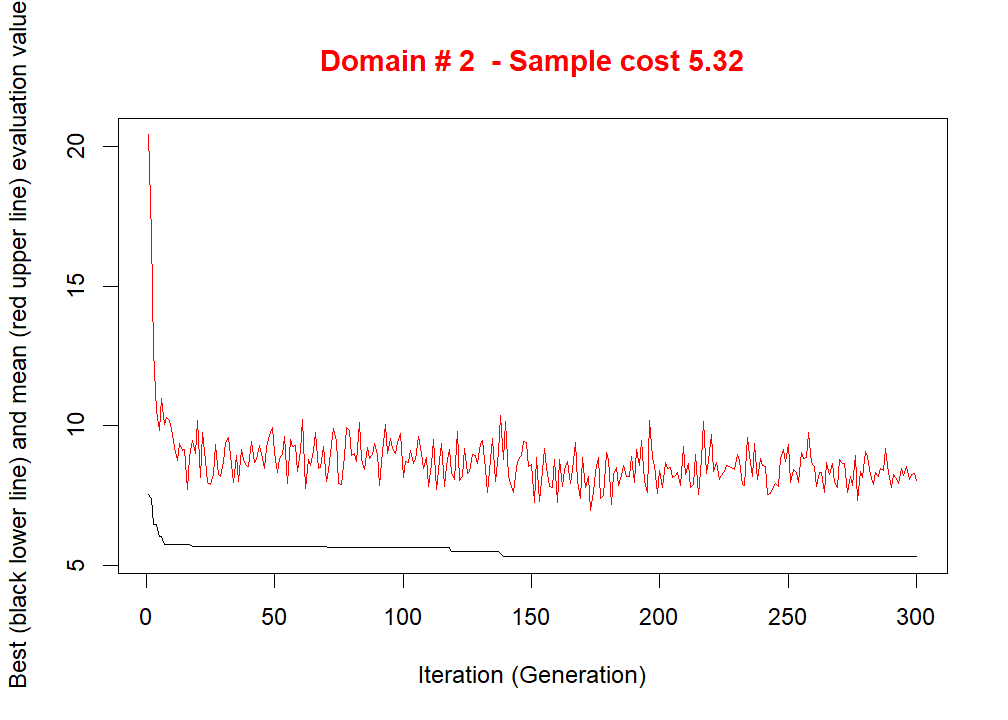 Domain # 2  - Sample cost 5.32
Best (black lower line) and mean (red upper line) evaluation value
20
15
10
5
0 50 100 150 200 250 300
Iteration (Generation)